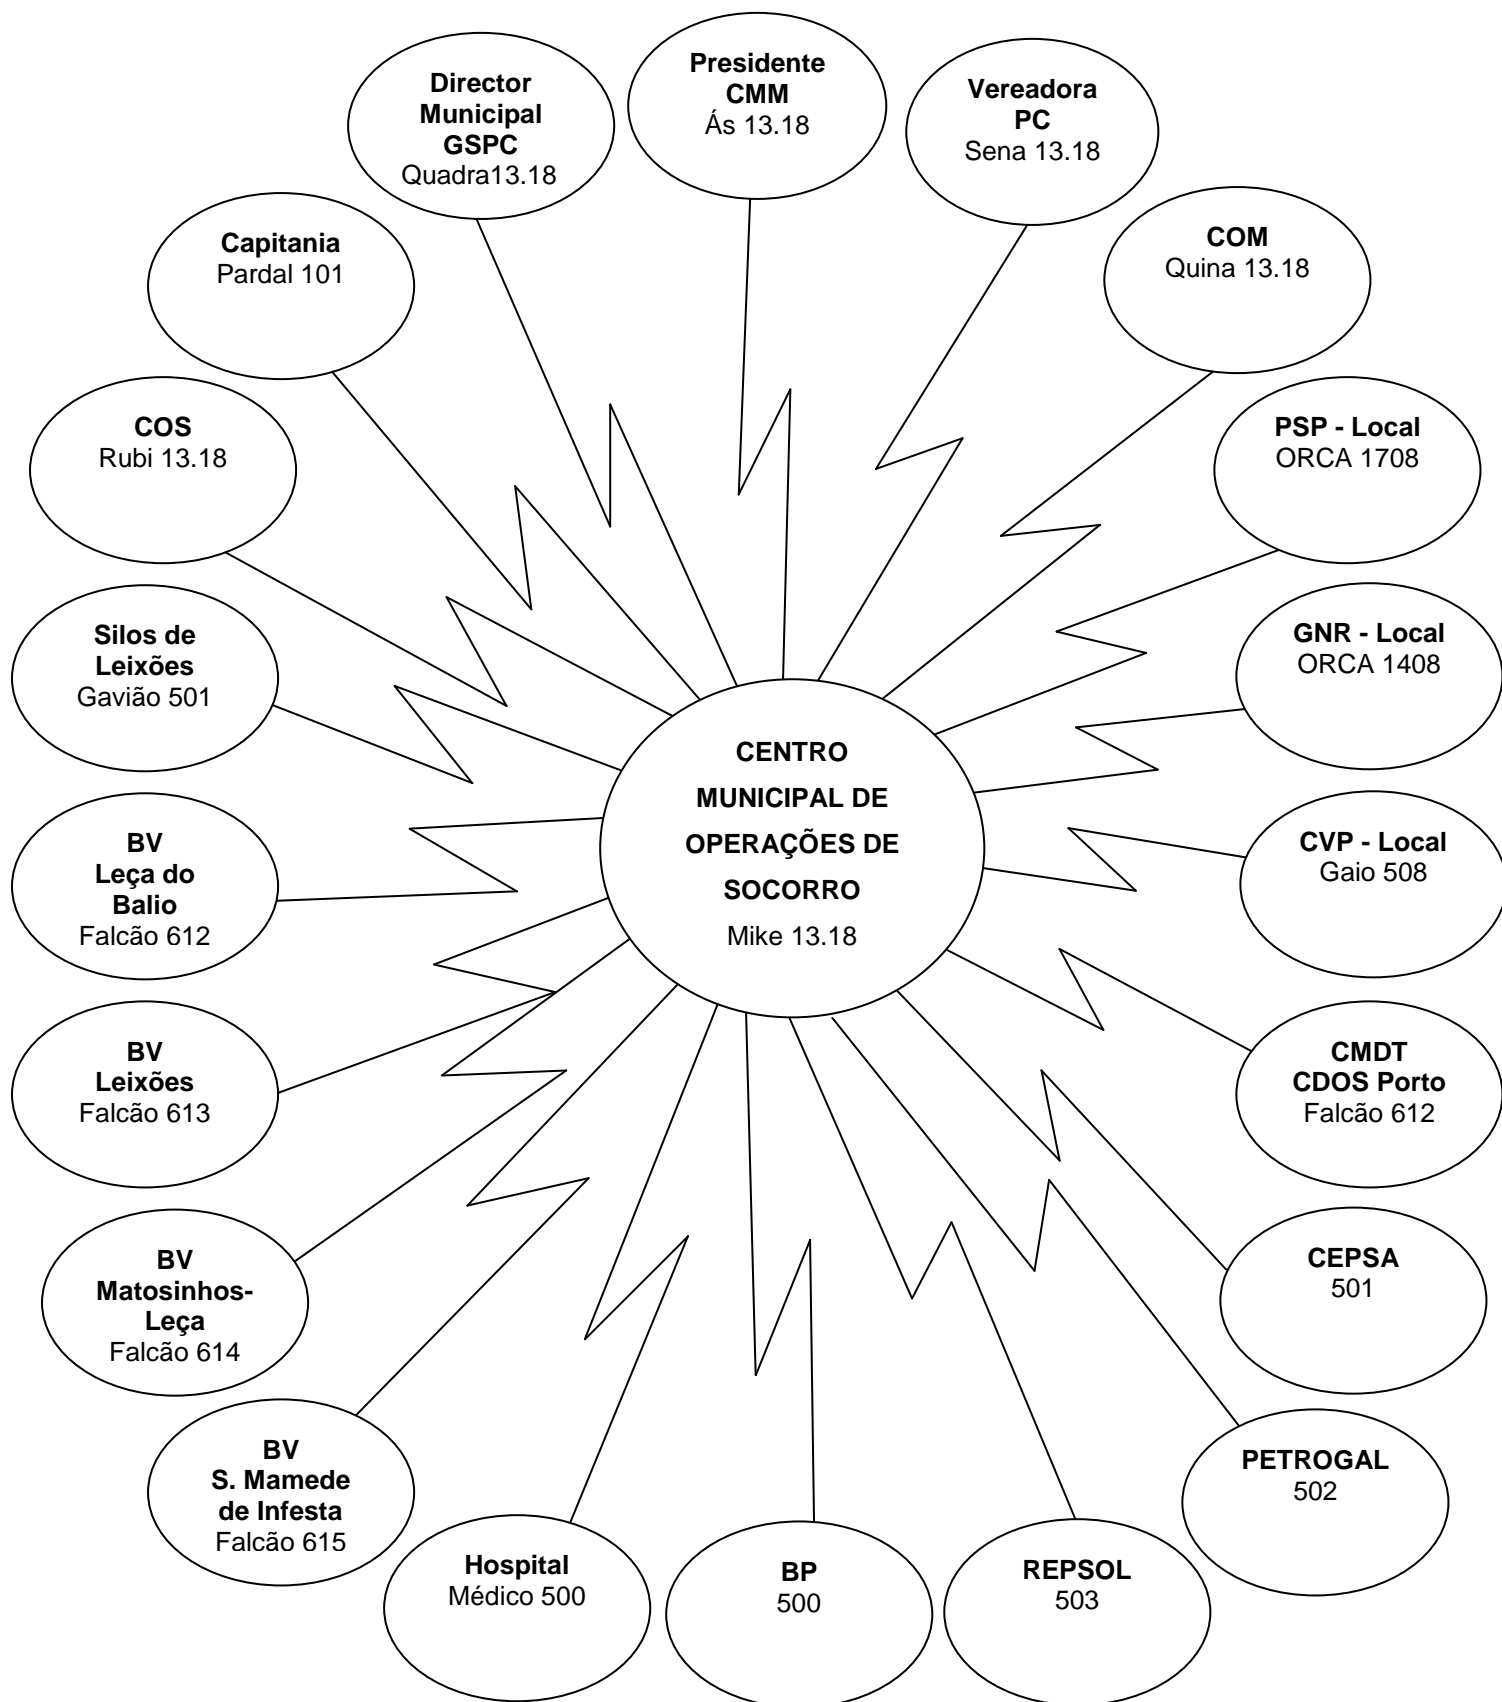 Presidente
CMM
Ás 13.18
Director
Municipal
GSPC
Quadra13.18
Vereadora
PC
Sena 13.18
Capitania
Pardal 101
COM
Quina 13.18
COS
Rubi 13.18
PSP - Local
ORCA 1708
Silos de
Leixões
Gavião 501
GNR - Local
ORCA 1408
CENTRO
MUNICIPAL DE
OPERAÇÕES DE
SOCORRO
Mike 13.18
BV
Leça do
Balio
Falcão 612
CVP - Local
Gaio 508
BV
Leixões
Falcão 613
CMDT
CDOS Porto
Falcão 612
BV
Matosinhos-
Leça
Falcão 614
CEPSA
501
BV
S. Mamede
de Infesta
Falcão 615
PETROGAL
502
Hospital
Médico 500
BP
500
REPSOL
503